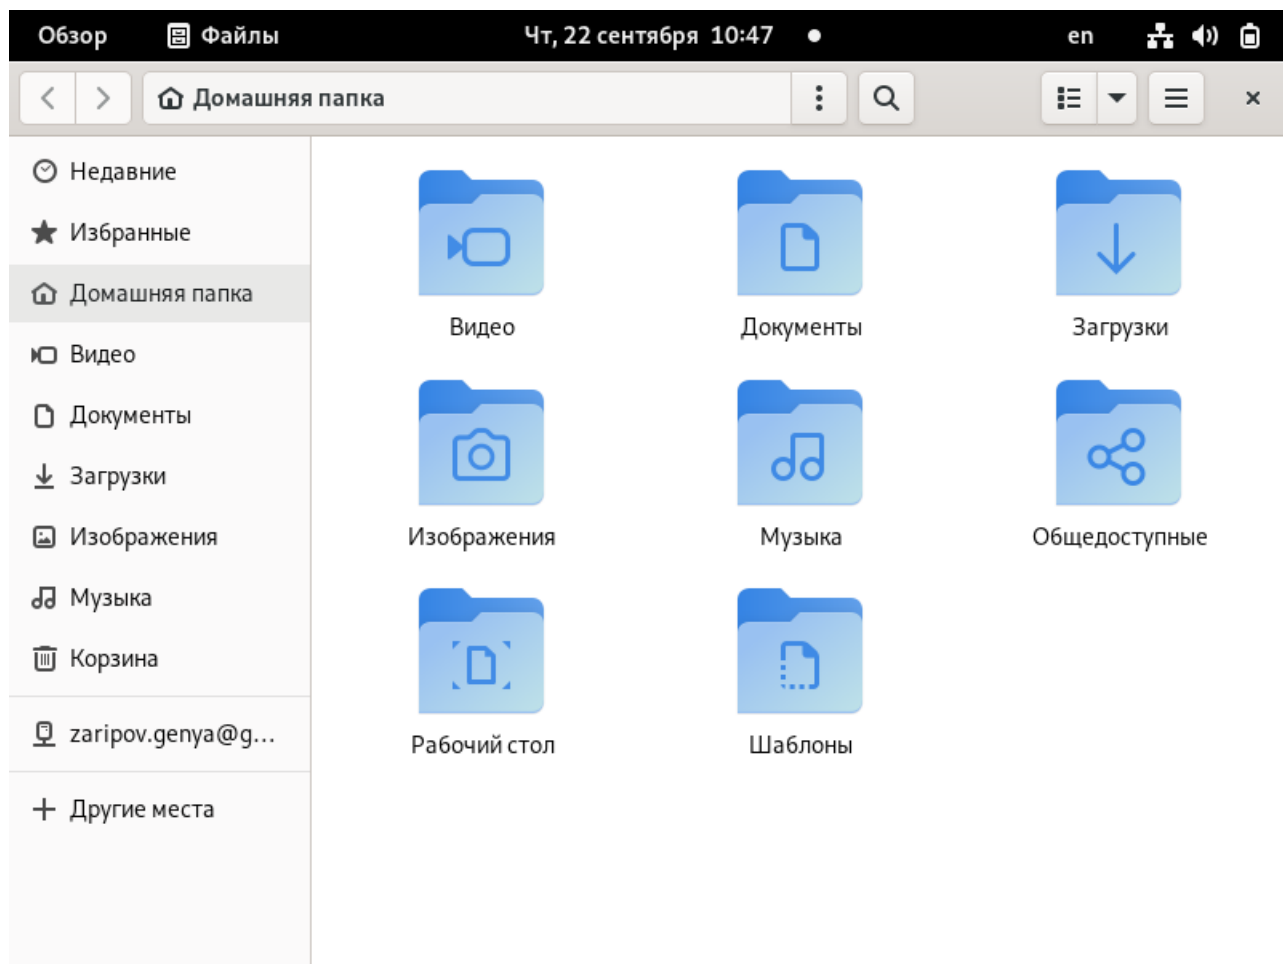 Обзор Файлы Чт, 22 сентября 10:47 en
Домашняя папка
Недавние
Избранные
Домашняя папка
Видео
Документы
Загрузки
Изображения
Музыка
Корзина
zaripov.genya@g...
Другие места
Видео Документы Загрузки
Изображения Музыка Общедоступные
Рабочий стол Шаблоны